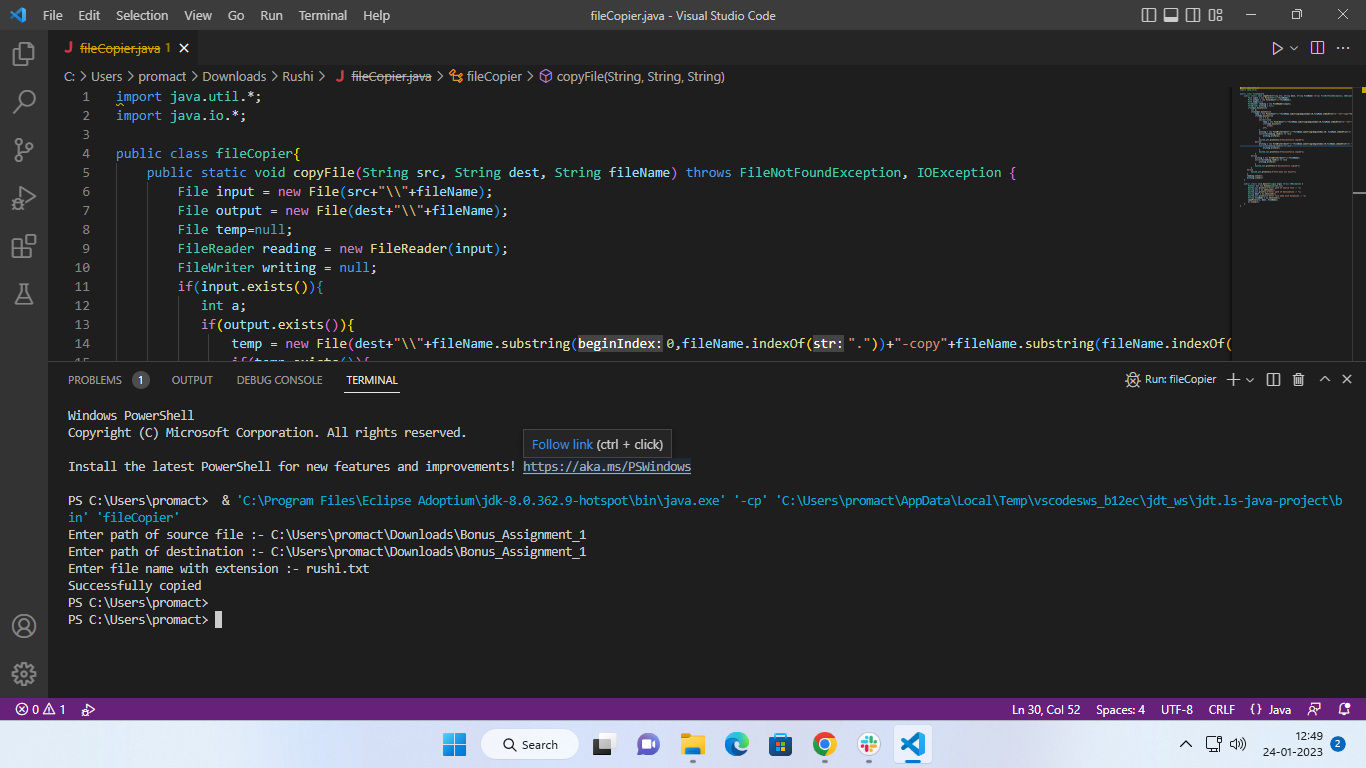 File Edit Selection View Go Run Terminal Help fileCopier.java - Visual Studio Code
J fileCopier.java 1
C: > Users > promact > Downloads > Rushi > J fileCopier.java > fileCopier > copyFile(String, String, String)
1 import java.util.*;
2 import java.io.*;
3
4 public class fileCopier{
5 public static void copyFile(String src, String dest, String fileName) throws FileNotFoundException, IOException {
6 File input = new File(src+"\\"+fileName);
7 File output = new File(dest+"\\"+fileName);
8 File temp=null;
9 FileReader reading = new FileReader(input);
10 FileWriter writing = null;
11 if(input.exists()){
12 int a;
13 if(output.exists()){
14 temp = new File(dest+"\\"+fileName.substring(beginIndex: 0,fileName.indexOf(str: "."))+"-copy"+fileName.substring(fileName.indexOf(
15 if(temp.exists()){
PROBLEMS 1 OUTPUT DEBUG CONSOLE TERMINAL Run: fileCopier
Windows PowerShell
Copyright (C) Microsoft Corporation. All rights reserved.
Follow link (ctrl + click)
Install the latest PowerShell for new features and improvements! https://aka.ms/PSWindows
PS C:\Users\promact> & 'C:\Program Files\Eclipse Adoptium\jdk-8.0.362.9-hotspot\bin\java.exe' '-cp' 'C:\Users\promact\AppData\Local\Temp\vscodesws_b12ec\jdt_ws\jdt.ls-java-project\b
in' 'fileCopier'
Enter path of source file :- C:\Users\promact\Downloads\Bonus_Assignment_1
Enter path of destination :- C:\Users\promact\Downloads\Bonus_Assignment_1
Enter file name with extension :- rushi.txt
Successfully copied
PS C:\Users\promact>
PS C:\Users\promact>
0 1 Ln 30, Col 52 Spaces: 4 UTF-8 CRLF {} Java
Search
12:49
24-01-2023 2